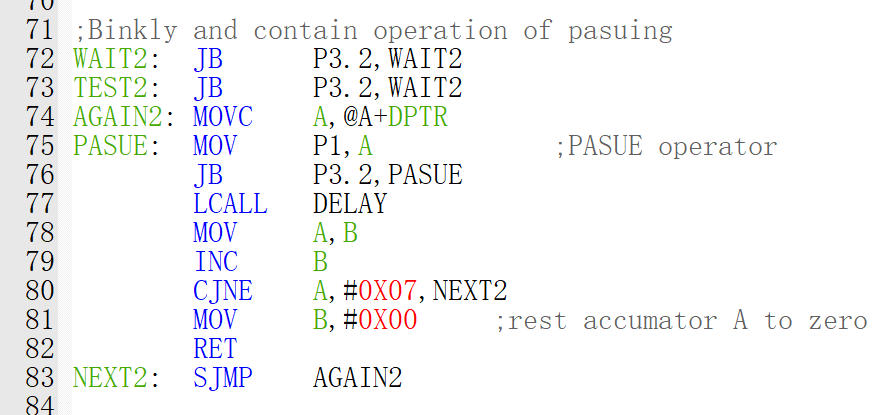 70
71 ;Binkly and contain operation of pasuing
72 WAIT2: JB P3.2,WAIT2
73 TEST2: JB P3.2,WAIT2
74 AGAIN2: MOVC A,@A+DPTR
75 PASUE: MOV P1,A ;PASUE operator
76 JB P3.2,PASUE
77 LCALL DELAY
78 MOV A,B
79 INC B
80 CJNE A,#0X07,NEXT2
81 MOV B,#0X00 ;rest accumator A to zero
82 RET
83 NEXT2: SJMP AGAIN2
84